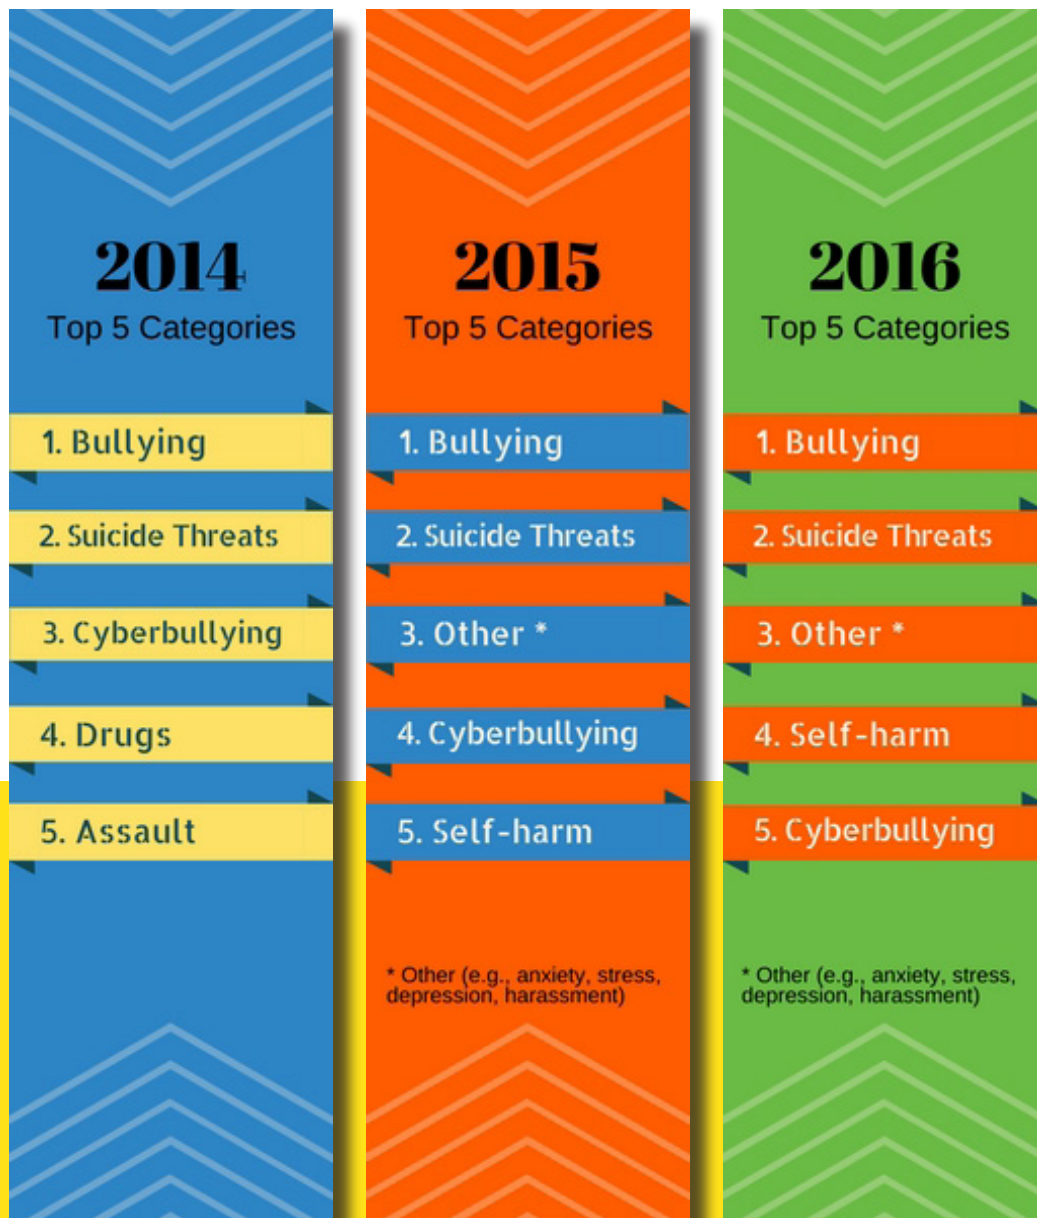 2014
Top 5 Categories
1. Bullying
2. Suicide Threats
3. Cyberbullying
4. Drugs
5. Assault
2015
Top 5 Categories
1. Bullying
2. Suicide Threats
3. Other *
4. Cyberbullying
5. Self-harm
* Other (e.g., anxiety, stress,
depression, harassment)
2016
Top 5 Categories
1. Bullying
2. Suicide Threats
3. Other *
4. Self-harm
5. Cyberbullying
* Other (e.g., anxiety, stress,
depression, harassment)